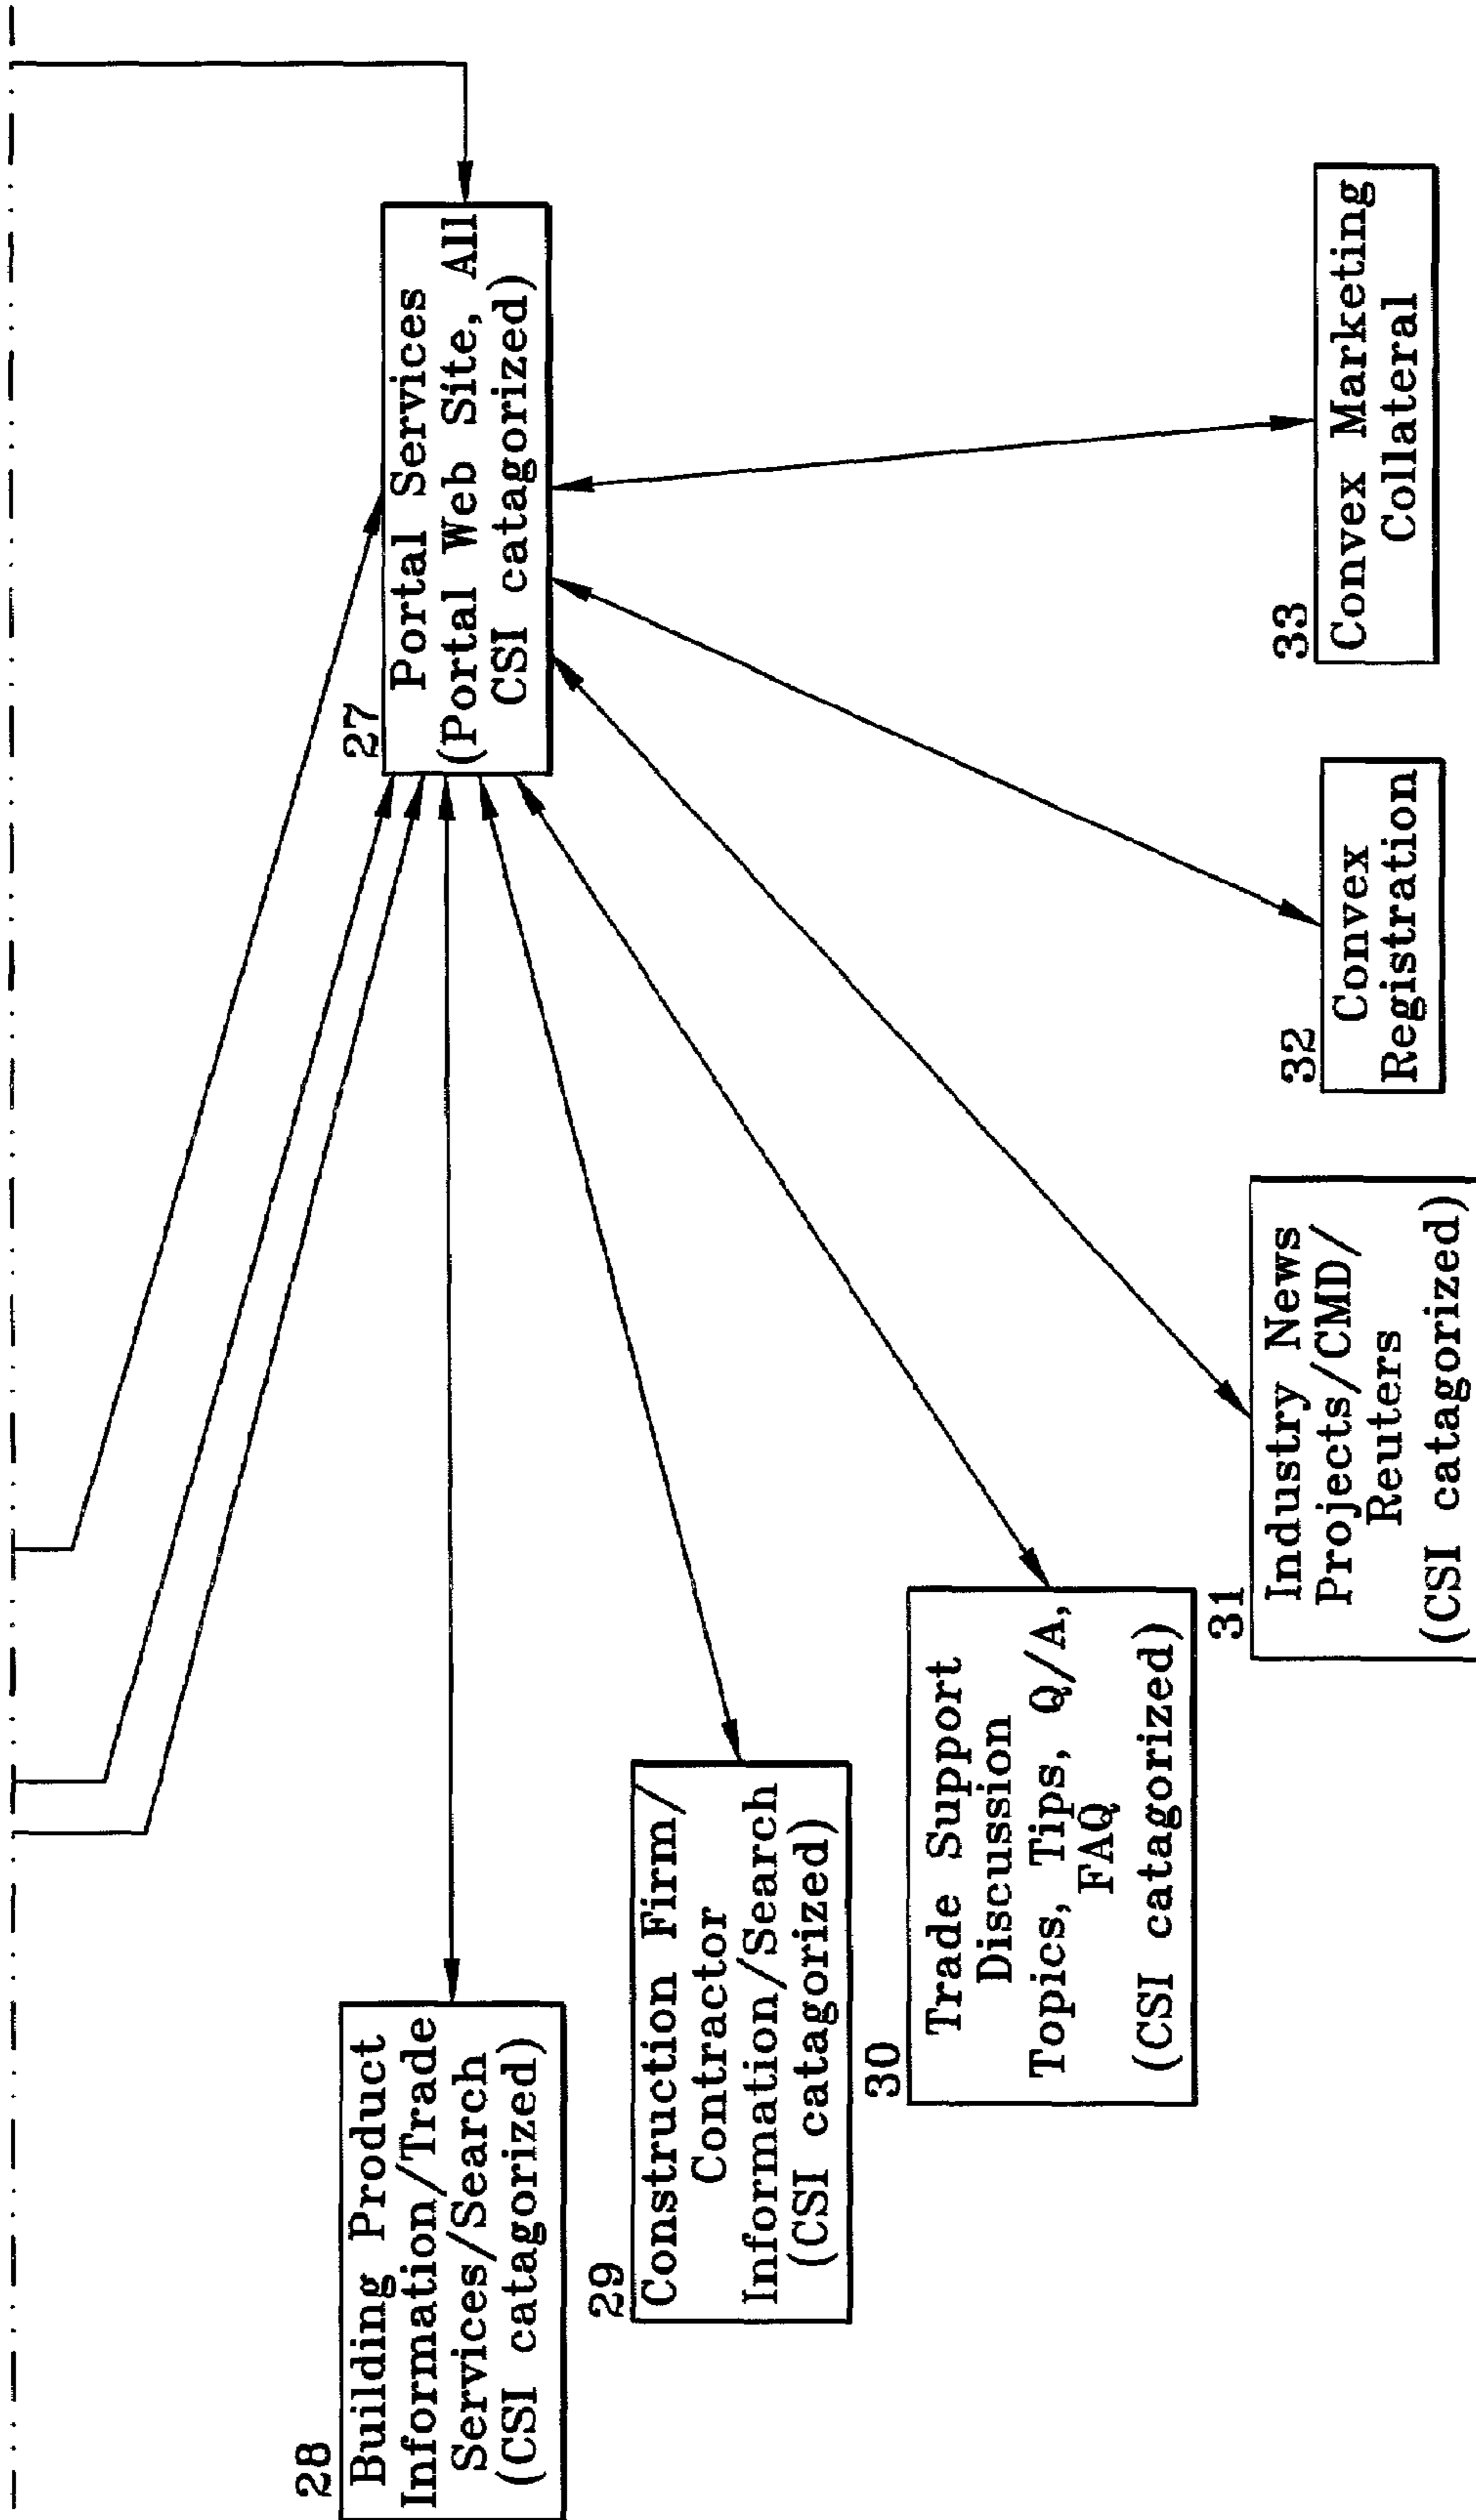 27
Portal Services
(Portal Web Site, All
CSI catagorized)
28
Building Product
Information/Trade
Services/Search
(CSI catagorized)
29
Construction Firm/
Contractor
Information/Search
(CSI catagorized)
30
Trade Support
Discussion
Topics, Tips, Q/A,
FAQ
(CSI catagorized)
31
Industry News
Projects/CMD/
Reuters
(CSI catagorized)
32
Convex
Registration
33
Convex Marketing
Collateral